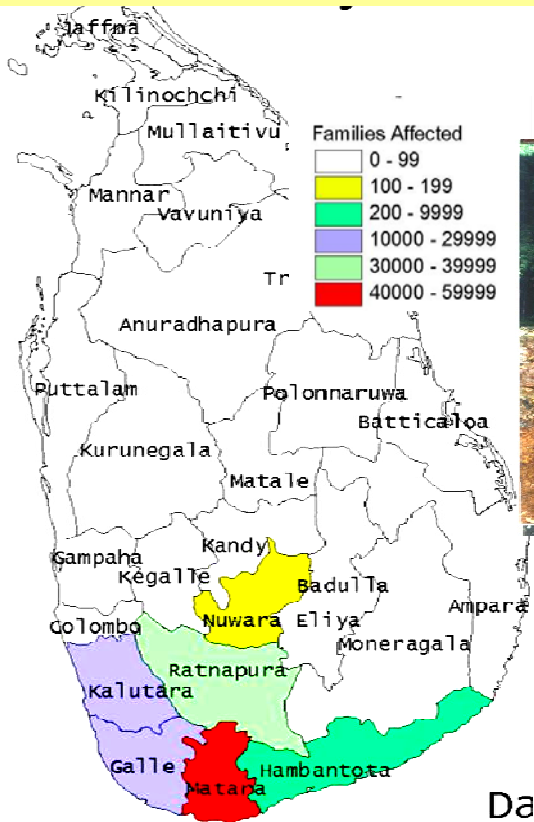 Jaffna
Kilinochchi
Mullaitivu
Families Affected
0 - 99
100 - 199
200 - 9999
10000 - 29999
30000 - 39999
40000 - 59999
Mannar
Vavuniya
Tr
Anuradhapura
Puttalam
Polonnaruwa
Batticaloa
Kurunegala
Matale
Kandy
Gampaha
Kegalle
Badulla
Ampara
Nuwara Eliya
Colombo
Moneragala
Ratnapura
Kalutara
Galle
Hambantota
Matara
Da